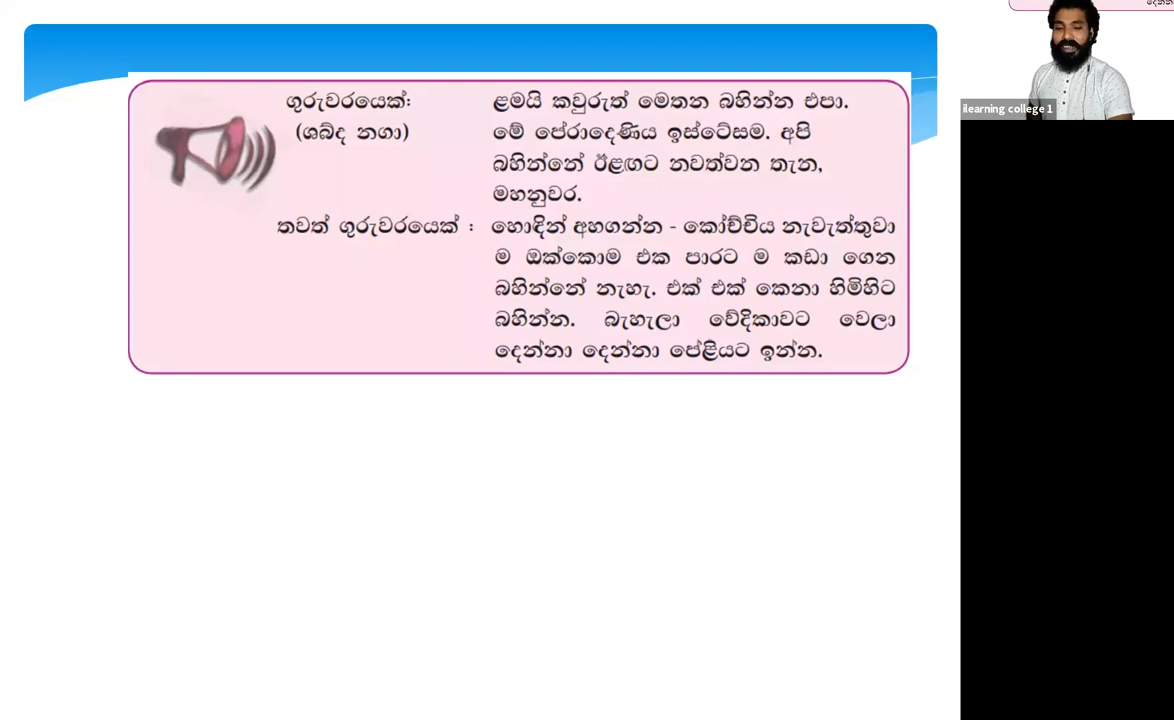 ගුරුවරයෙක්: ළමයි කවුරුත් මෙතන බහින්න එපා.
(ශබ්ද නගා) මේ පේරාදෙණිය ඉස්ටේසම. අපි
බහින්නේ ඊළඟට නවත්වන තැන,
මහනුවර.
තවත් ගුරුවරයෙක් : හොඳින් අහගන්න - කෝච්චිය නැවැත්තුවා
ම ඔක්කොම එක පාරට ම කඩා ගෙන
බහින්නේ නැහැ. එක් එක් කෙනා හිමිහිට
බහින්න. බැහැලා වේදිකාවට වෙලා
දෙන්නා දෙන්නා පේළියට ඉන්න.
ilearning college 1